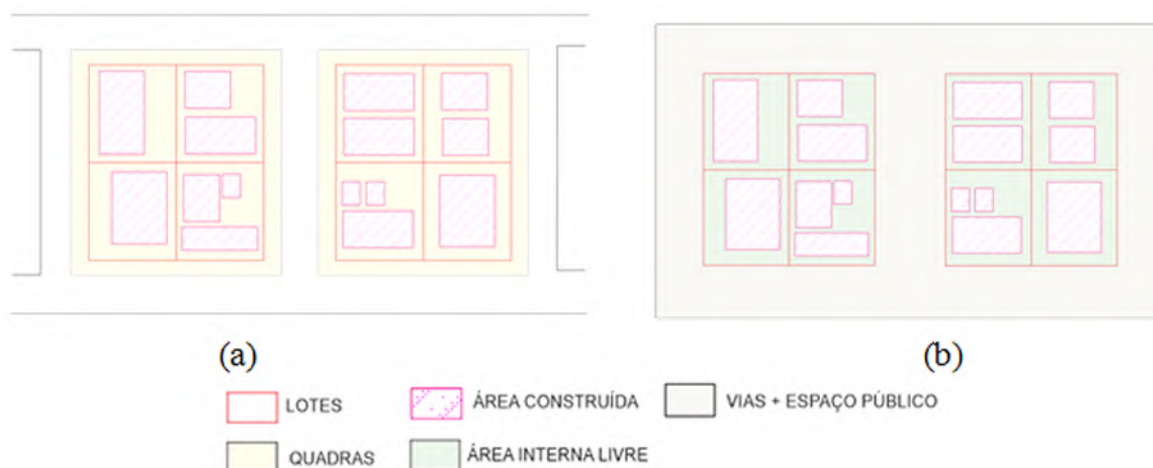 (a) (b)
LOTES ÁREA CONSTRUÍDA VIAS + ESPAÇO PÚBLICO
QUADRAS ÁREA INTERNA LIVRE